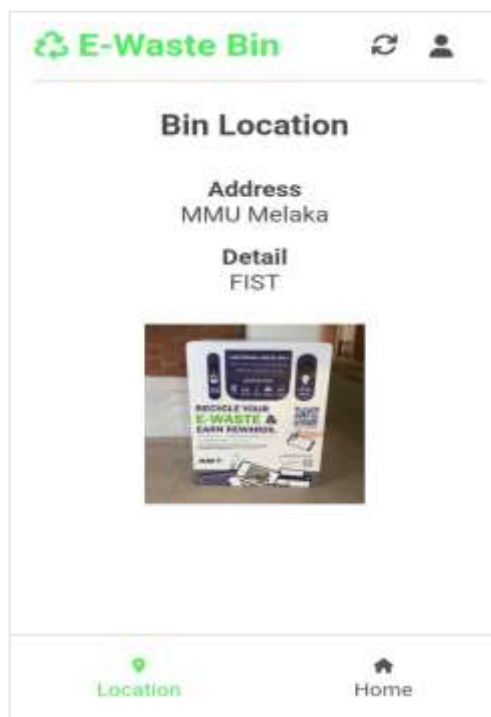 E-Waste Bin
Bin Location
Address
MMU Melaka
Detail
FIST
RECYCLE YOUR
E-WASTE &
EARN REWARDS.
Location
Home